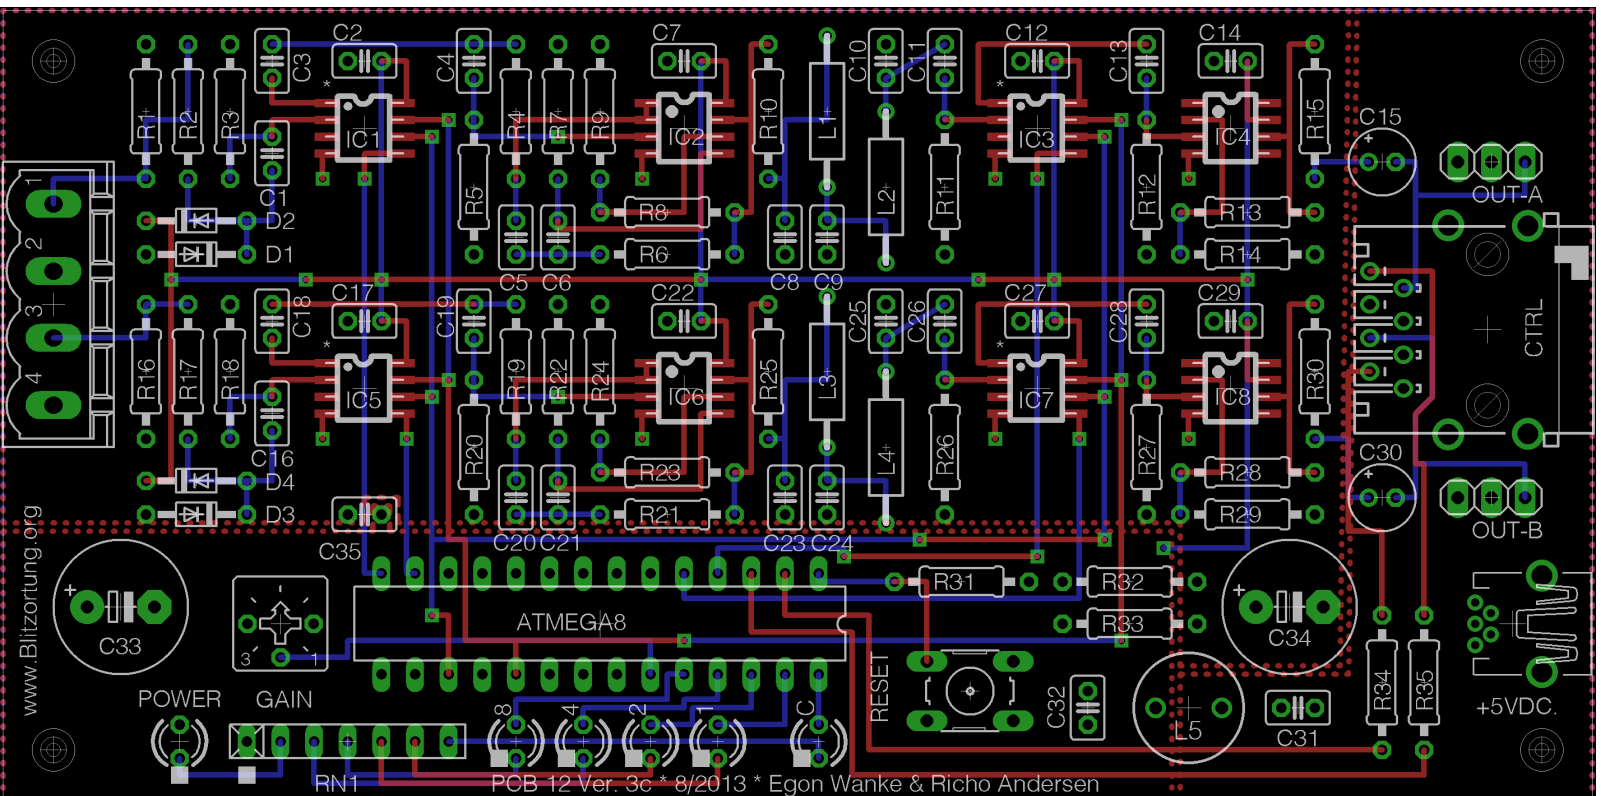 C2
C7
C12
C14
C3
C4
C10
C11
C13
R1
R2
R3
*
IC1
R4
R7
R9
IC2
R10
L1
*
IC3
IC4
R15
C15
+
1
2
3
4
C1
D2
D1
R5
R8
R6
L2
R11
R12
R13
R14
OUT-A
C5
C6
C8
C9
C17
C22
C27
C29
C18
C19
C25
C26
C28
R16
R17
R18
*
IC5
R19
R22
R24
IC6
R25
L3
*
IC7
IC8
R30
CTRL
C16
D4
D3
R20
R23
R21
L4
R26
R27
R28
R29
C30
OUT-B
C35
C20
C21
C23
C24
www.Blitzortung.org
+
C33
3
1
GAIN
ATMEGA8
R31
R32
R33
+
C34
R34
R35
+5VDC.
POWER
RN1
8
4
2
1
C
RESET
C32
L5
C31
PCB 12 Ver. 3c * 8/2013 * Egon Wanke & Richo Andersen